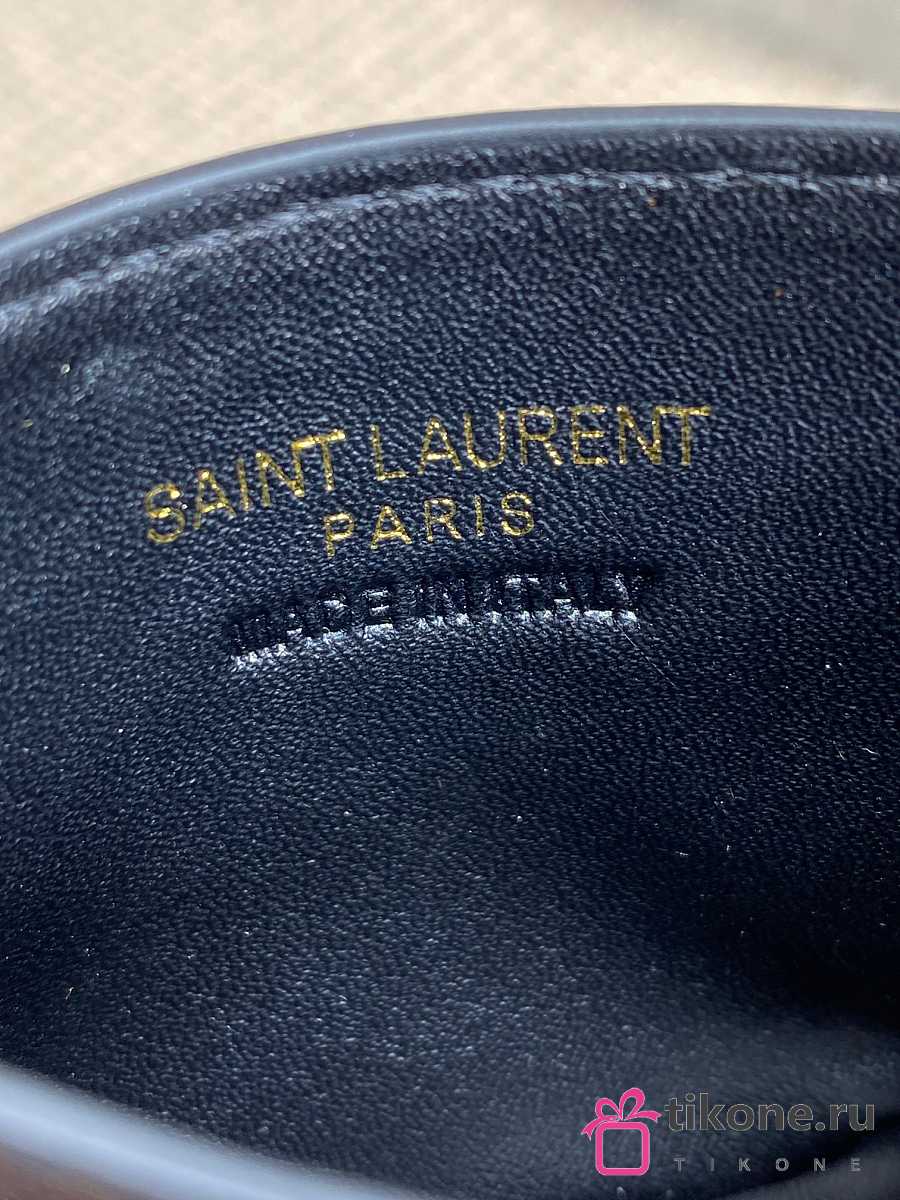 SAINT LAURENT
PARIS
MADE IN ITALY
tikone.ru
TIKONE